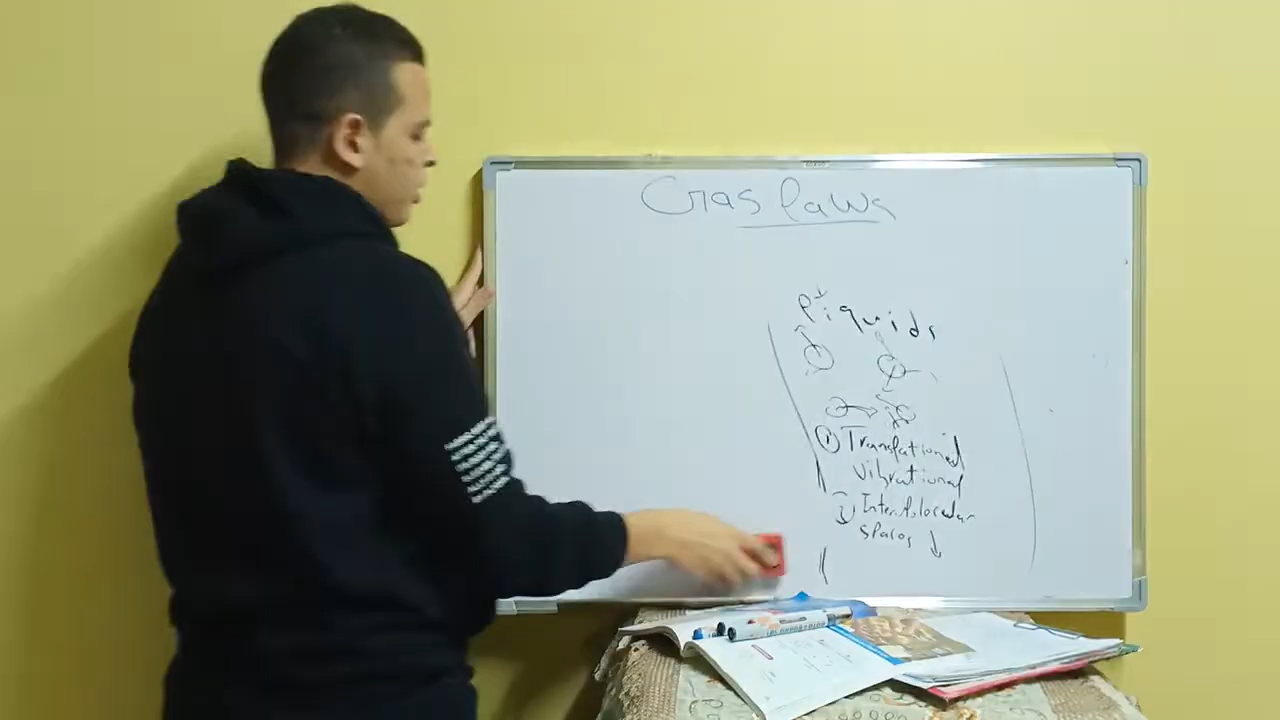 Gas laws
liquids
① Translational
vibrational
② Intermolecular
spaces ↓